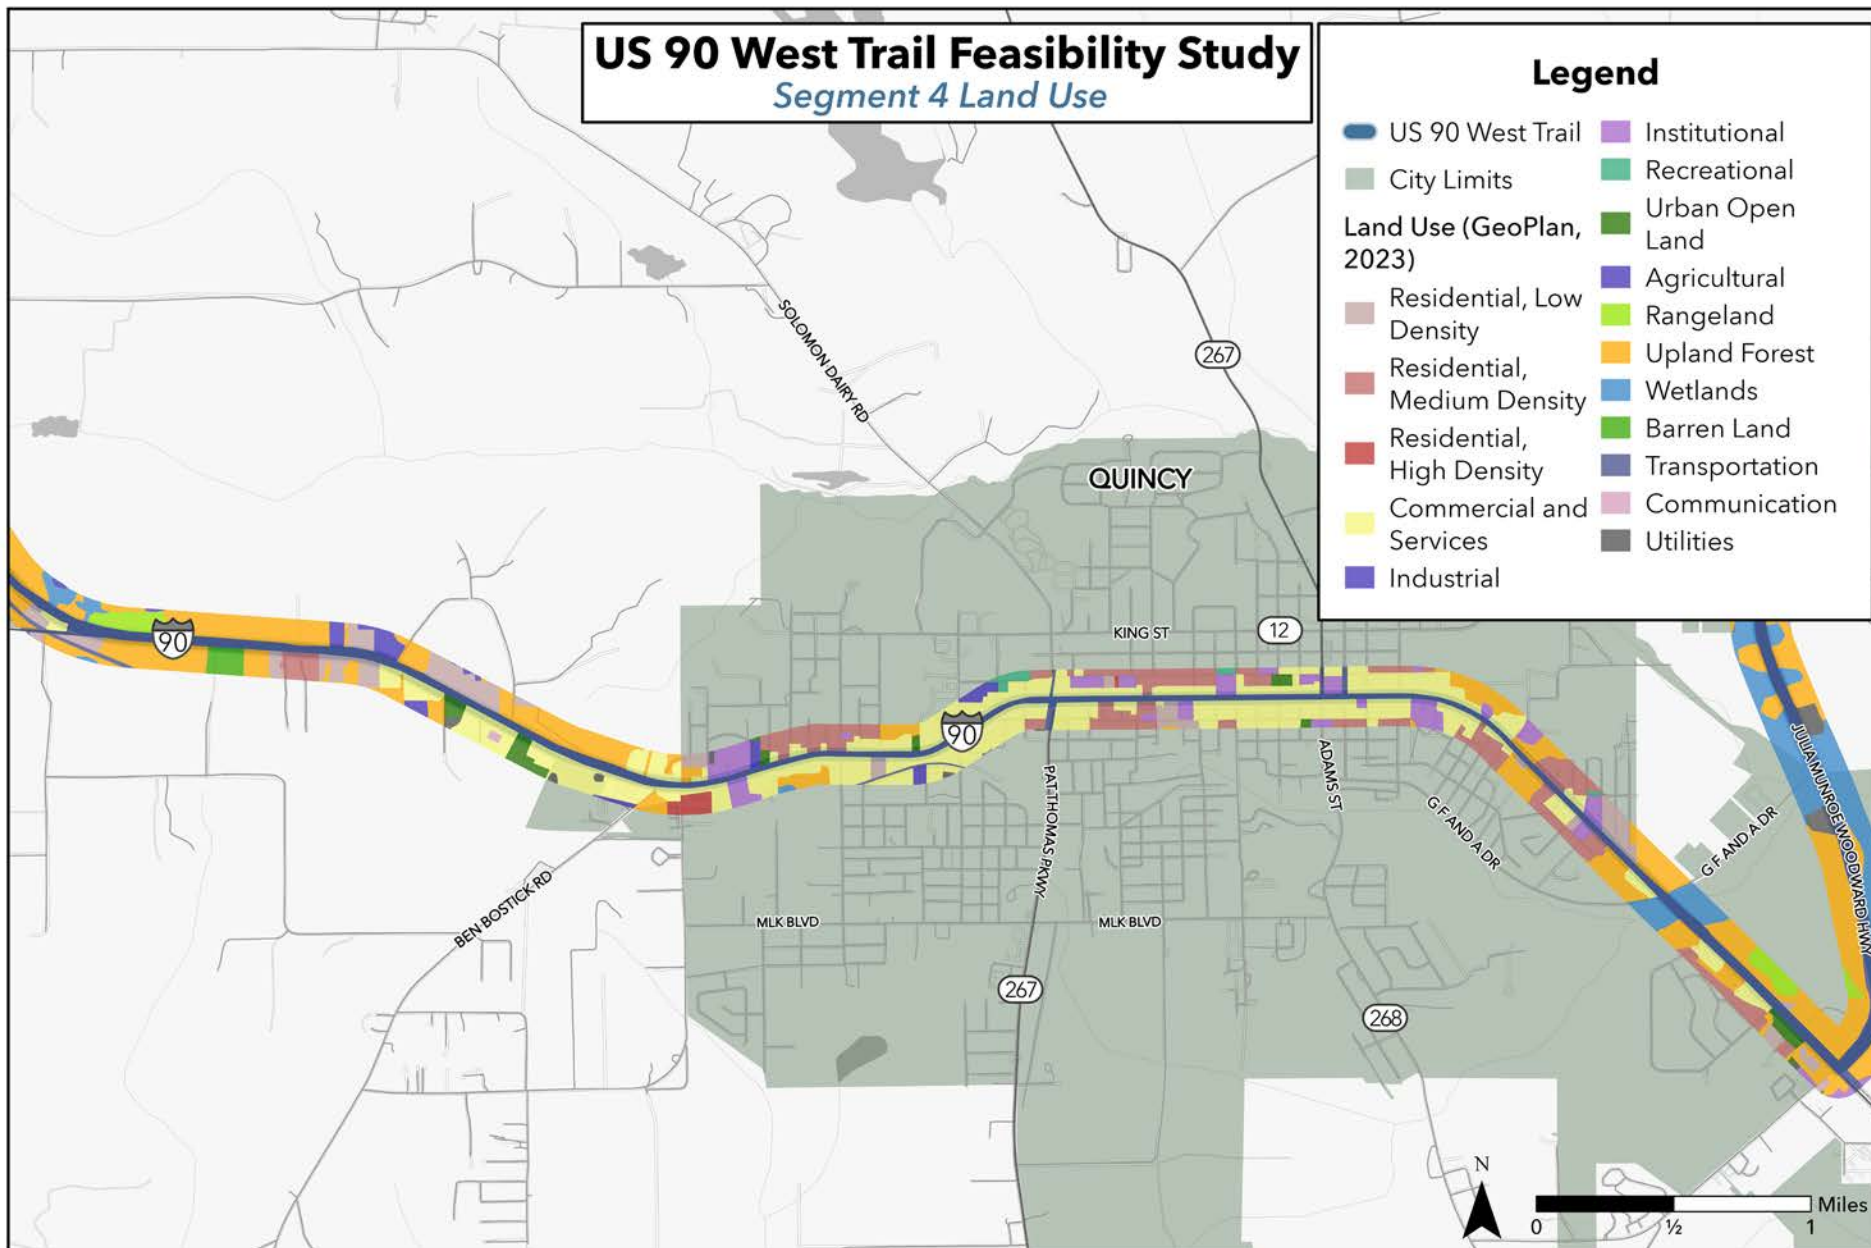 US 90 West Trail Feasibility Study
Segment 4 Land Use
Legend
US 90 West Trail
City Limits
Land Use (GeoPlan,
2023)
Residential, Low
Density
Residential,
Medium Density
Residential,
High Density
Commercial and
Services
Industrial
Institutional
Recreational
Urban Open
Land
Agricultural
Rangeland
Upland Forest
Wetlands
Barren Land
Transportation
Communication
Utilities
SOLOMON DAIRY RD
267
QUINCY
KING ST
12
90
90
JULIA MUNROE WOODWARD HWY
PAT THOMAS PKWY
ADAMS ST
G F AND A DR
G F AND A DR
BEN BOSTICK RD
MLK BLVD
MLK BLVD
267
268
N
Miles
0
½
1